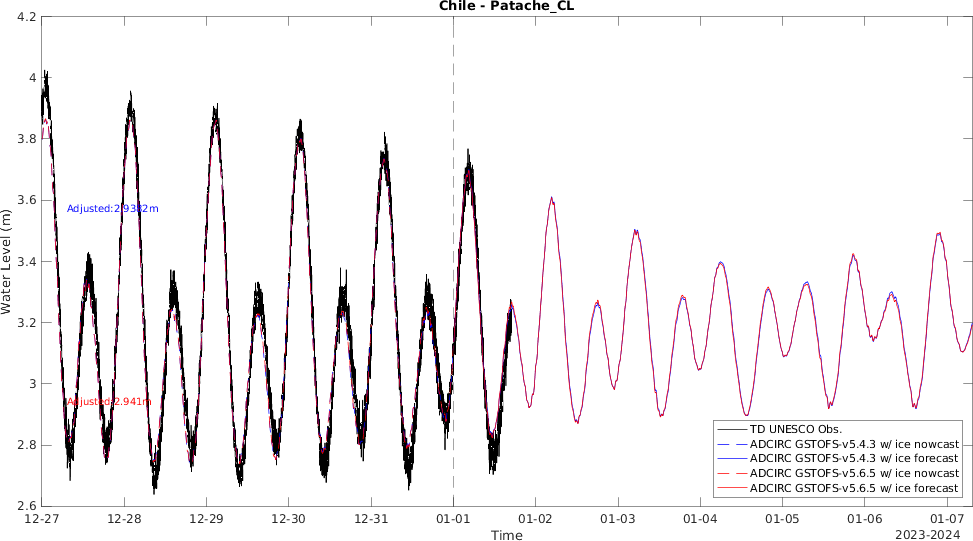 Chile - Patache_CL
4.2
4
3.8
3.6
3.4
3.2
3
2.8
2.6
Water Level (m)
Adjusted:2.9382m
Adjusted:2.941m
TD UNESCO Obs.
ADCIRC GSTOFS-v5.4.3 w/ ice nowcast
ADCIRC GSTOFS-v5.4.3 w/ ice forecast
ADCIRC GSTOFS-v5.6.5 w/ ice nowcast
ADCIRC GSTOFS-v5.6.5 w/ ice forecast
12-27 12-28 12-29 12-30 12-31 01-01 01-02 01-03 01-04 01-05 01-06 01-07
Time
2023-2024